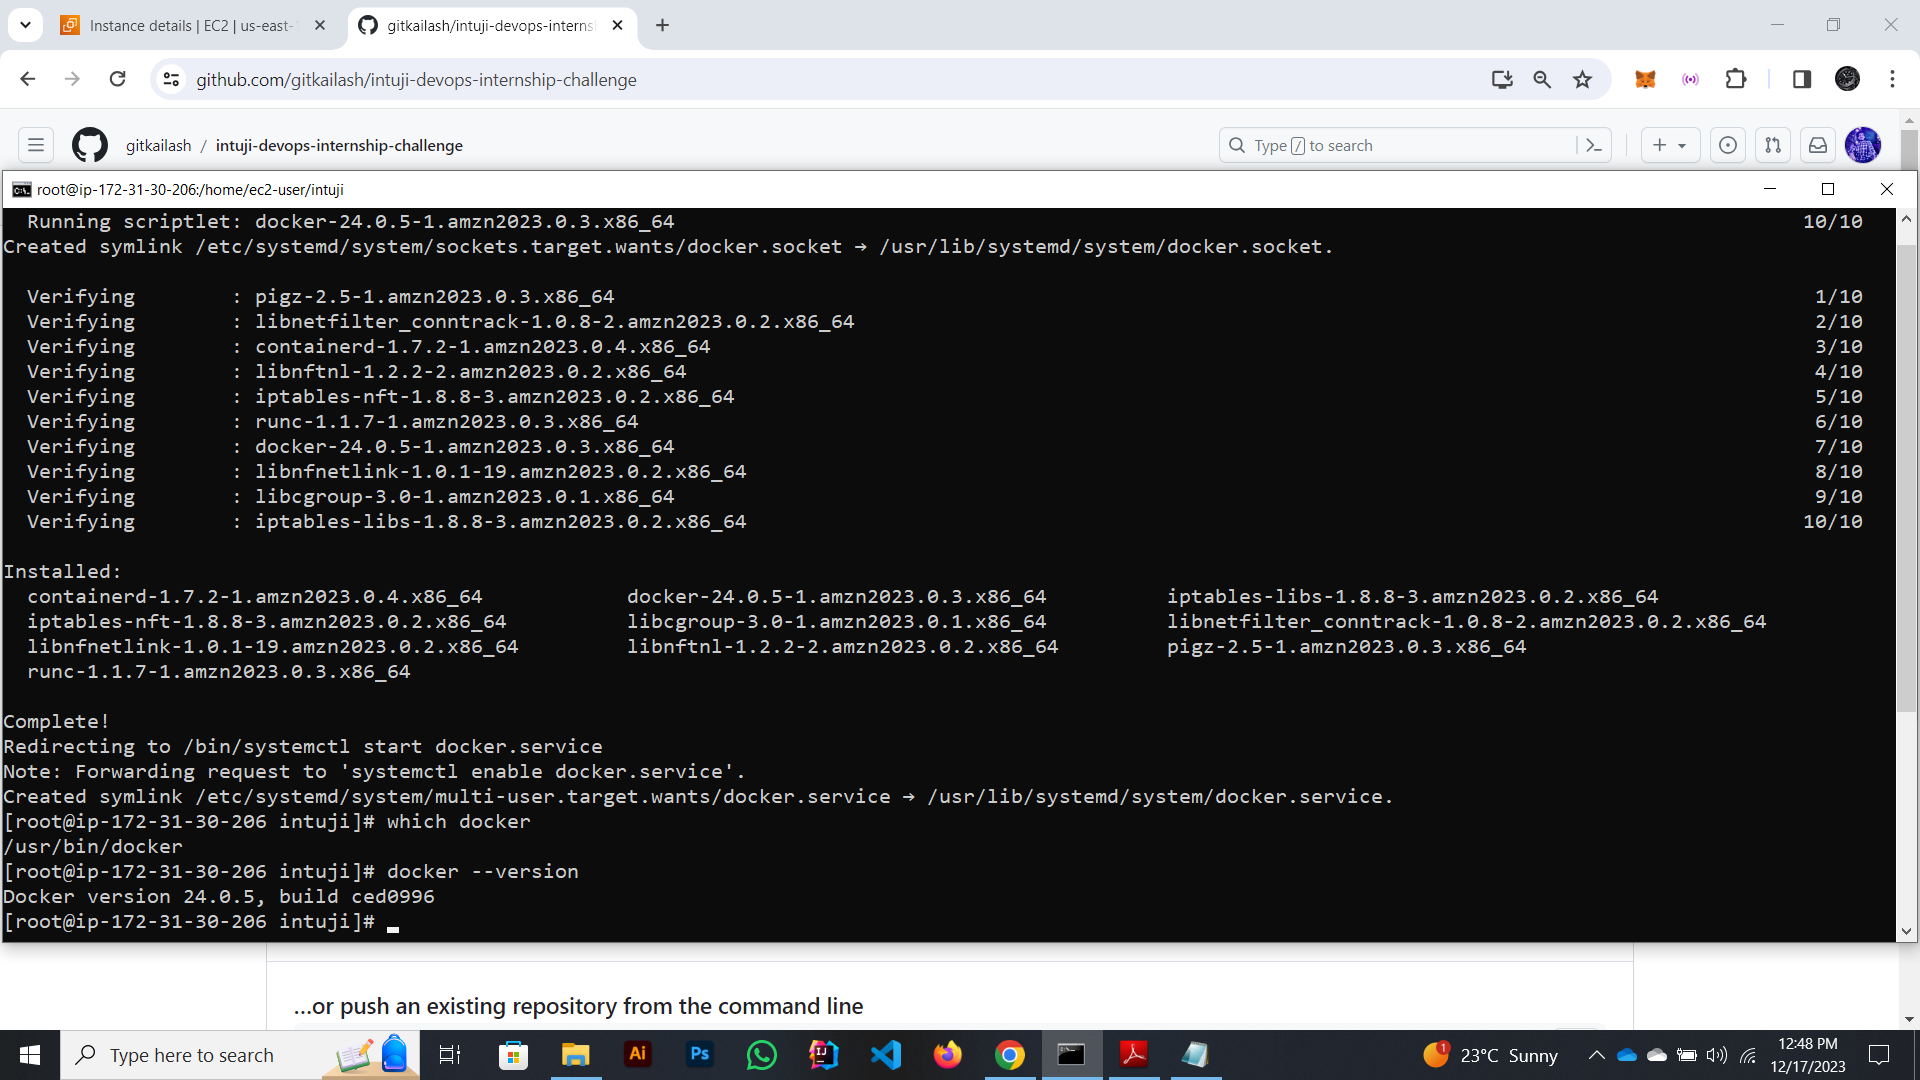 Instance details | EC2 | us-east-1
gitkailash/intuji-devops-interns
github.com/gitkailash/intuji-devops-internship-challenge
gitkailash / intuji-devops-internship-challenge
Type / to search
root@ip-172-31-30-206:/home/ec2-user/intuji
Running scriptlet: docker-24.0.5-1.amzn2023.0.3.x86_64 10/10
Created symlink /etc/systemd/system/sockets.target.wants/docker.socket → /usr/lib/systemd/system/docker.socket.
Verifying : pigz-2.5-1.amzn2023.0.3.x86_64 1/10
Verifying : libnetfilter_conntrack-1.0.8-2.amzn2023.0.2.x86_64 2/10
Verifying : containerd-1.7.2-1.amzn2023.0.4.x86_64 3/10
Verifying : libnftnl-1.2.2-2.amzn2023.0.2.x86_64 4/10
Verifying : iptables-nft-1.8.8-3.amzn2023.0.2.x86_64 5/10
Verifying : runc-1.1.7-1.amzn2023.0.3.x86_64 6/10
Verifying : docker-24.0.5-1.amzn2023.0.3.x86_64 7/10
Verifying : libnfnetlink-1.0.1-19.amzn2023.0.2.x86_64 8/10
Verifying : libcgroup-3.0-1.amzn2023.0.1.x86_64 9/10
Verifying : iptables-libs-1.8.8-3.amzn2023.0.2.x86_64 10/10
Installed:
containerd-1.7.2-1.amzn2023.0.4.x86_64 docker-24.0.5-1.amzn2023.0.3.x86_64 iptables-libs-1.8.8-3.amzn2023.0.2.x86_64
iptables-nft-1.8.8-3.amzn2023.0.2.x86_64 libcgroup-3.0-1.amzn2023.0.1.x86_64 libnetfilter_conntrack-1.0.8-2.amzn2023.0.2.x86_64
libnfnetlink-1.0.1-19.amzn2023.0.2.x86_64 libnftnl-1.2.2-2.amzn2023.0.2.x86_64 pigz-2.5-1.amzn2023.0.3.x86_64
runc-1.1.7-1.amzn2023.0.3.x86_64
Complete!
Redirecting to /bin/systemctl start docker.service
Note: Forwarding request to 'systemctl enable docker.service'.
Created symlink /etc/systemd/system/multi-user.target.wants/docker.service → /usr/lib/systemd/system/docker.service.
[root@ip-172-31-30-206 intuji]# which docker
/usr/bin/docker
[root@ip-172-31-30-206 intuji]# docker --version
Docker version 24.0.5, build ced0996
[root@ip-172-31-30-206 intuji]#
…or push an existing repository from the command line
Type here to search
Ai
Ps
IJ
1
23°C Sunny
12:48 PM
12/17/2023